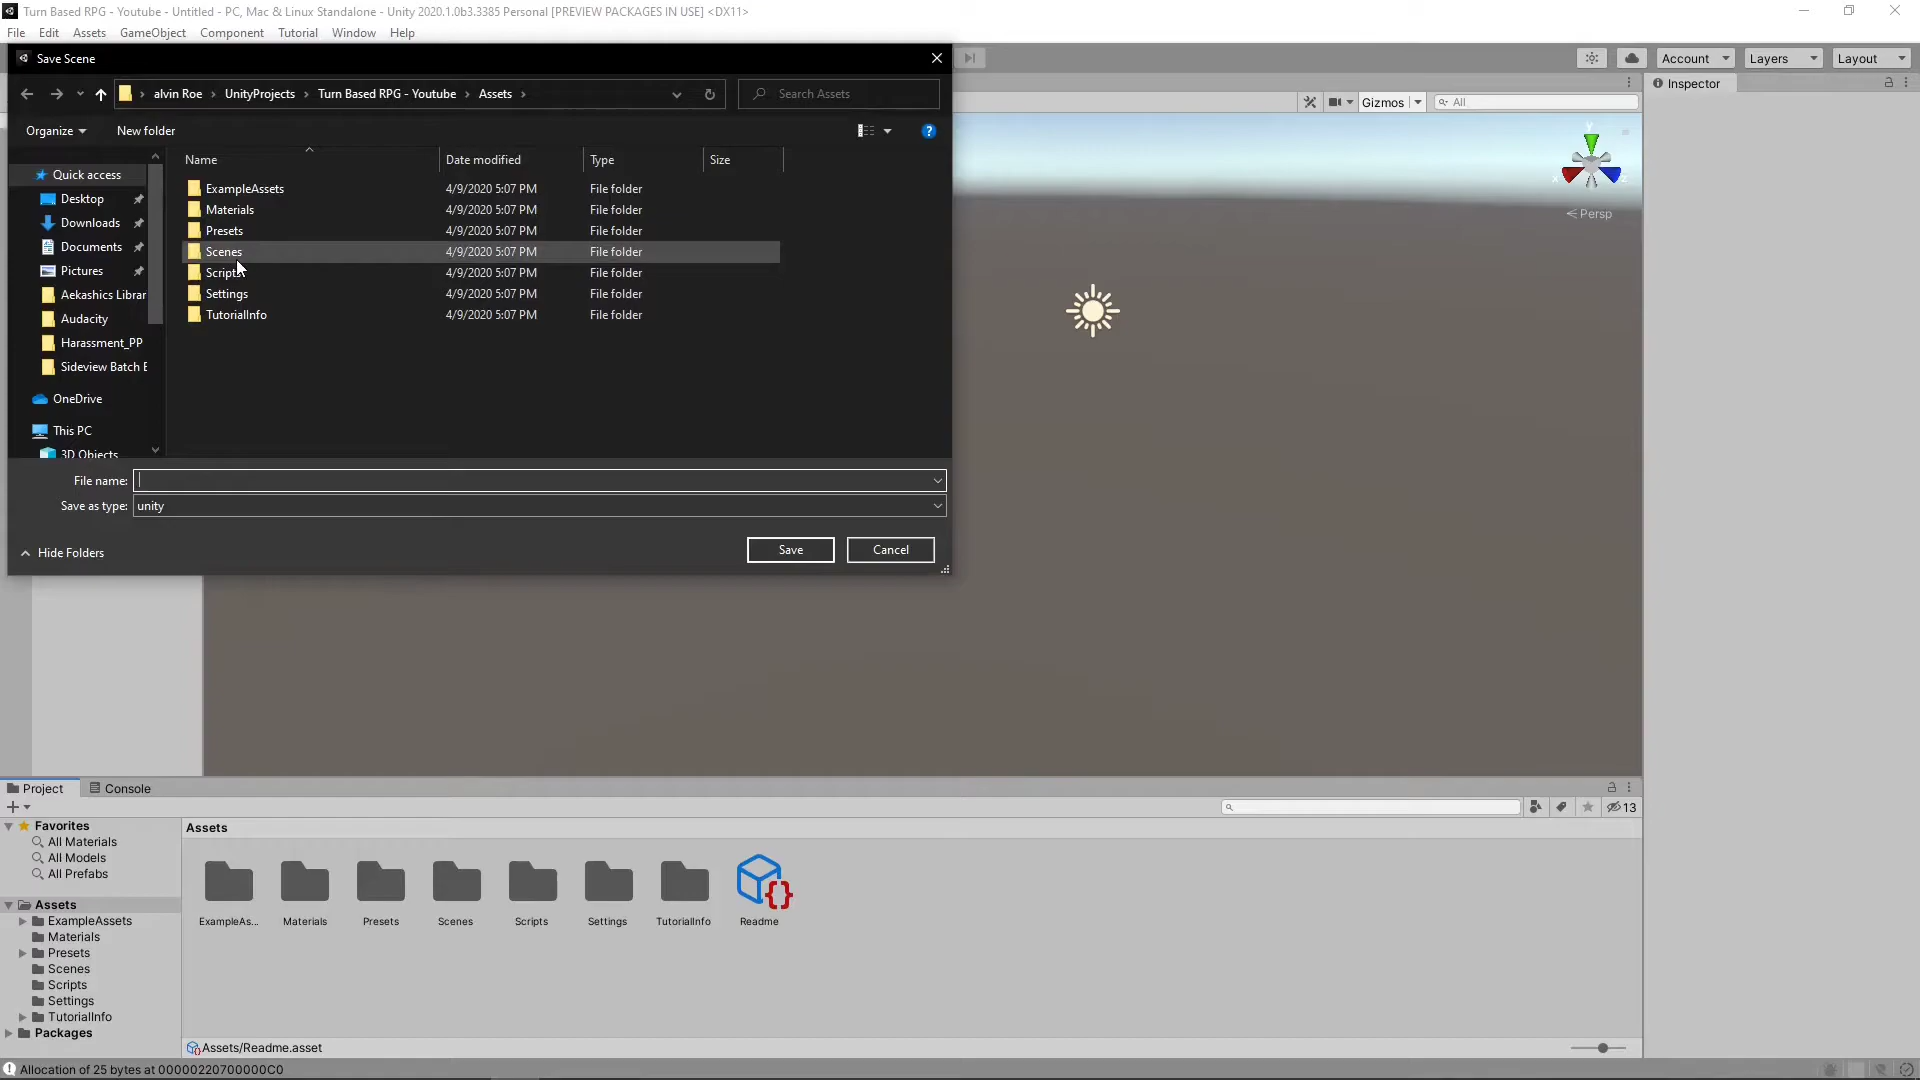 Turn Based RPG - Youtube - Untitled - PC, Mac & Linux Standalone - Unity 2020.1.0b3.3385 Personal [PREVIEW PACKAGES IN USE] <DX11>
File Edit Assets GameObject Component Tutorial Window Help
Save Scene
Account Layers Layout
alvin Roe › UnityProjects › Turn Based RPG - Youtube › Assets ›
Search Assets
Inspector
Gizmos
All
Organize New folder
Name Date modified Type Size
Quick access
Desktop
Downloads
Documents
Pictures
Aekashics Librar
Audacity
Harassment_PP
Sideview Batch E
OneDrive
This PC
3D Objects
ExampleAssets 4/9/2020 5:07 PM File folder
Materials 4/9/2020 5:07 PM File folder
Presets 4/9/2020 5:07 PM File folder
Scenes 4/9/2020 5:07 PM File folder
Scripts 4/9/2020 5:07 PM File folder
Settings 4/9/2020 5:07 PM File folder
TutorialInfo 4/9/2020 5:07 PM File folder
y
< Persp
File name:
Save as type: unity
Hide Folders
Save Cancel
Project Console
13
Favorites
All Materials
All Models
All Prefabs
Assets
ExampleAssets
Materials
Presets
Scenes
Scripts
Settings
TutorialInfo
Packages
Assets
ExampleAs... Materials Presets Scenes Scripts Settings TutorialInfo Readme
Assets/Readme.asset
Allocation of 25 bytes at 00000220700000C0